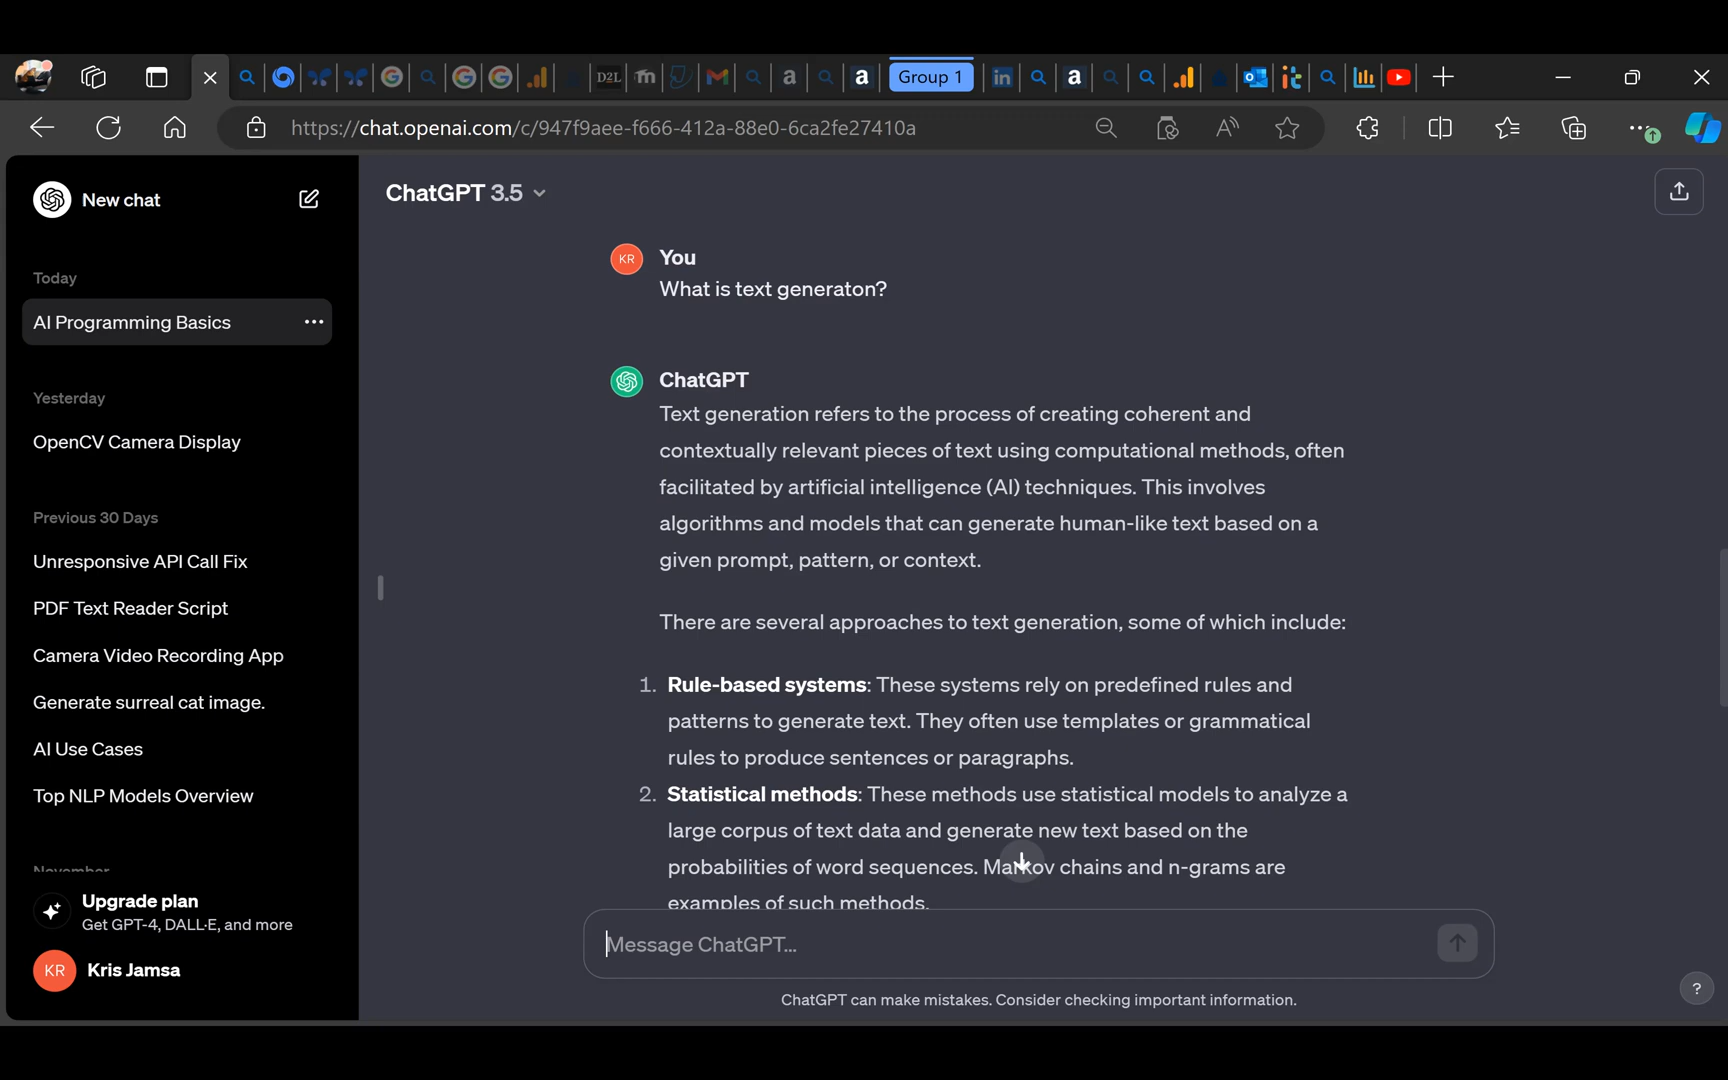 D2L
Group 1
https://chat.openai.com/c/947f9aee-f666-412a-88e0-6ca2fe27410a
New chat
Today
AI Programming Basics
Yesterday
OpenCV Camera Display
Previous 30 Days
Unresponsive API Call Fix
PDF Text Reader Script
Camera Video Recording App
Generate surreal cat image.
AI Use Cases
Top NLP Models Overview
November
Upgrade plan
Get GPT-4, DALL·E, and more
KR
Kris Jamsa
ChatGPT 3.5
KR
You
What is text generaton?
ChatGPT
Text generation refers to the process of creating coherent and
contextually relevant pieces of text using computational methods, often
facilitated by artificial intelligence (AI) techniques. This involves
algorithms and models that can generate human-like text based on a
given prompt, pattern, or context.
There are several approaches to text generation, some of which include:
1. Rule-based systems: These systems rely on predefined rules and
patterns to generate text. They often use templates or grammatical
rules to produce sentences or paragraphs.
2. Statistical methods: These methods use statistical models to analyze a
large corpus of text data and generate new text based on the
probabilities of word sequences. Markov chains and n-grams are
examples of such methods.
Message ChatGPT...
ChatGPT can make mistakes. Consider checking important information.
?